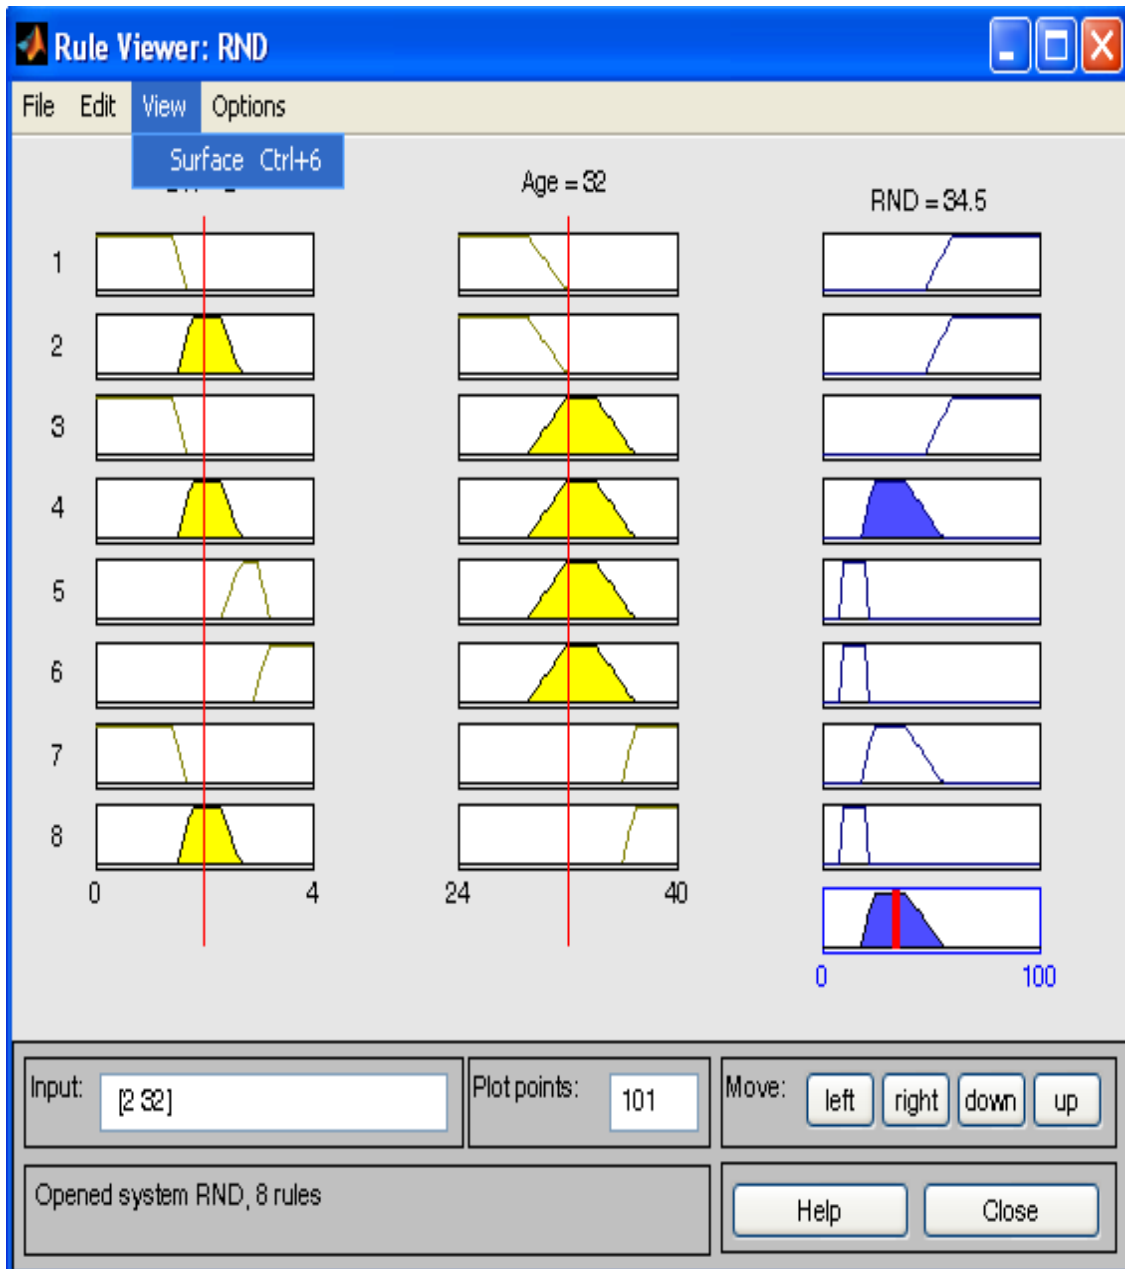 Rule Viewer: RND
File Edit View Options
Surface Ctrl+6
Age = 32
RND = 34.5
1
2
3
4
5
6
7
8
0 4 24 40
0 100
Input: [2 32] Plot points: 101 Move: left right down up
Opened system RND, 8 rules
Help Close